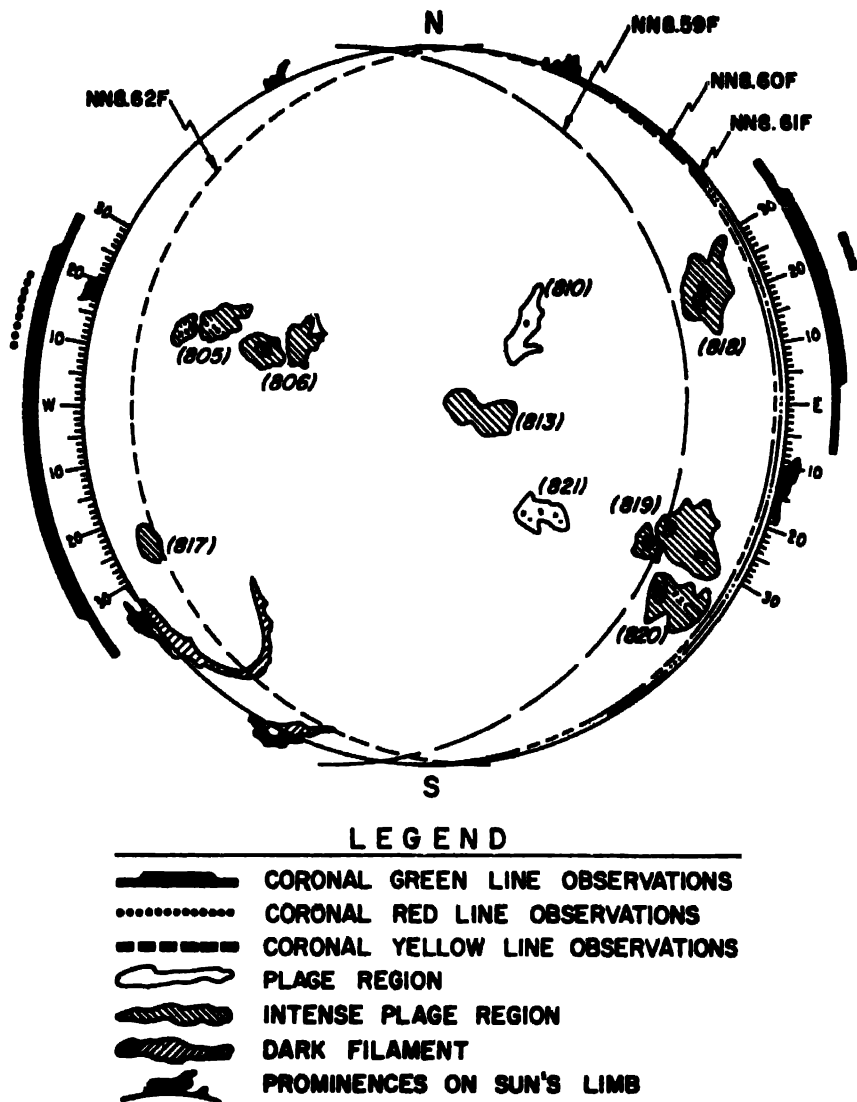 N
NN8.59F
NN8.60F
NN8.62F
NN8.61F
30
30
20
20
(810)
10
10
(805)
(818)
(806)
W
E
(813)
10
10
(821)
(819)
20
20
(817)
30
30
(820)
S
LEGEND
CORONAL GREEN LINE OBSERVATIONS
CORONAL RED LINE OBSERVATIONS
CORONAL YELLOW LINE OBSERVATIONS
PLAGE REGION
INTENSE PLAGE REGION
DARK FILAMENT
PROMINENCES ON SUN'S LIMB